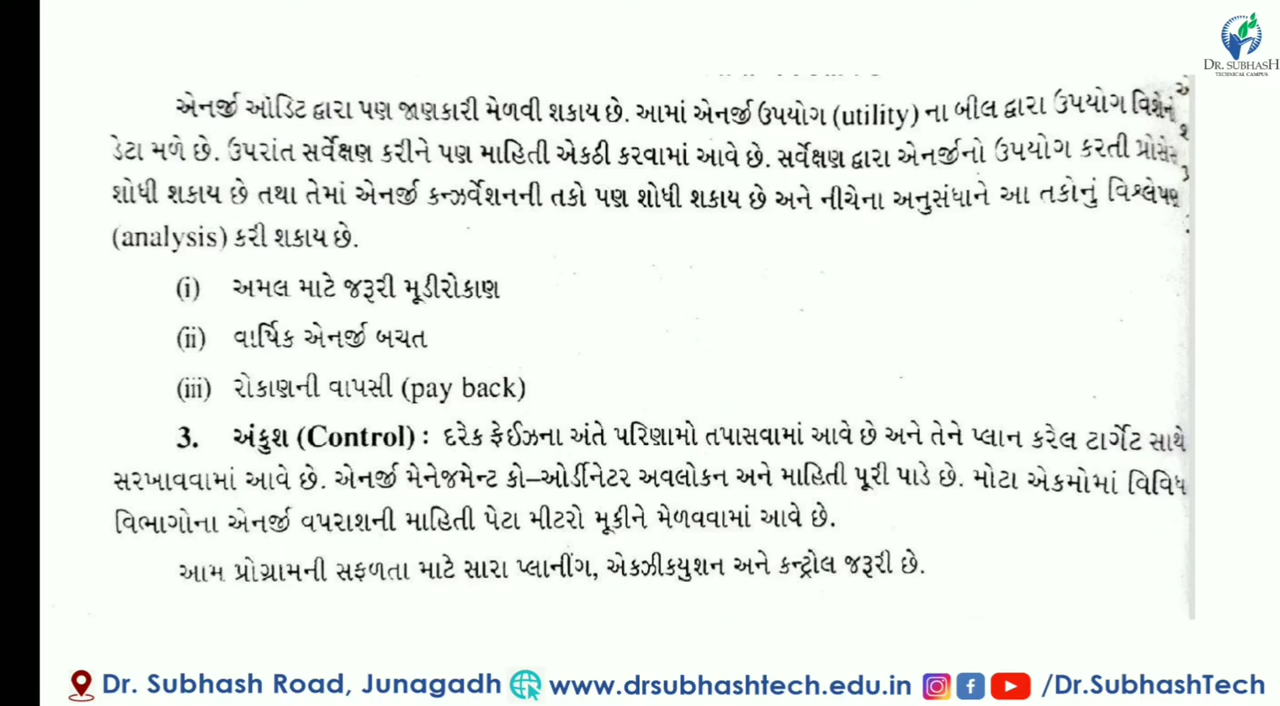 DR. SUBHASH
TECHNICAL CAMPUS
એનર્જી ઑડિટ દ્વારા પણ જાણકારી મેળવી શકાય છે. આમાં એનર્જી ઉપયોગ (utility) ના બીલ દ્વારા ઉપયોગ વિશેનું
ડેટા મળે છે. ઉપરાંત સર્વેક્ષણ કરીને પણ માહિતી એકઠી કરવામાં આવે છે. સર્વેક્ષણ દ્વારા એનર્જીનો ઉપયોગ કરતી પ્રોસેસ
શોધી શકાય છે તથા તેમાં એનર્જી કન્ઝર્વેશનની તકો પણ શોધી શકાય છે અને નીચેના અનુસંધાને આ તકોનું વિશ્લેષણ
(analysis) કરી શકાય છે.
(i) અમલ માટે જરૂરી મૂડીરોકાણ
(ii) વાર્ષિક એનર્જી બચત
(iii) રોકાણની વાપસી (pay back)
3. અંકુશ (Control) : દરેક ફેઈઝના અંતે પરિણામો તપાસવામાં આવે છે અને તેને પ્લાન કરેલ ટાર્ગેટ સાથે
સરખાવવામાં આવે છે. એનર્જી મેનેજમેન્ટ કો–ઓર્ડીનેટર અવલોકન અને માહિતી પૂરી પાડે છે. મોટા એકમોમાં વિવિધ
વિભાગોના એનર્જી વપરાશની માહિતી પેટા મીટરો મૂકીને મેળવવામાં આવે છે.
આમ પ્રોગ્રામની સફળતા માટે સારા પ્લાનીંગ, એકઝીકયુશન અને કન્ટ્રોલ જરૂરી છે.
Dr. Subhash Road, Junagadh www.drsubhashtech.edu.in /Dr.SubhashTech